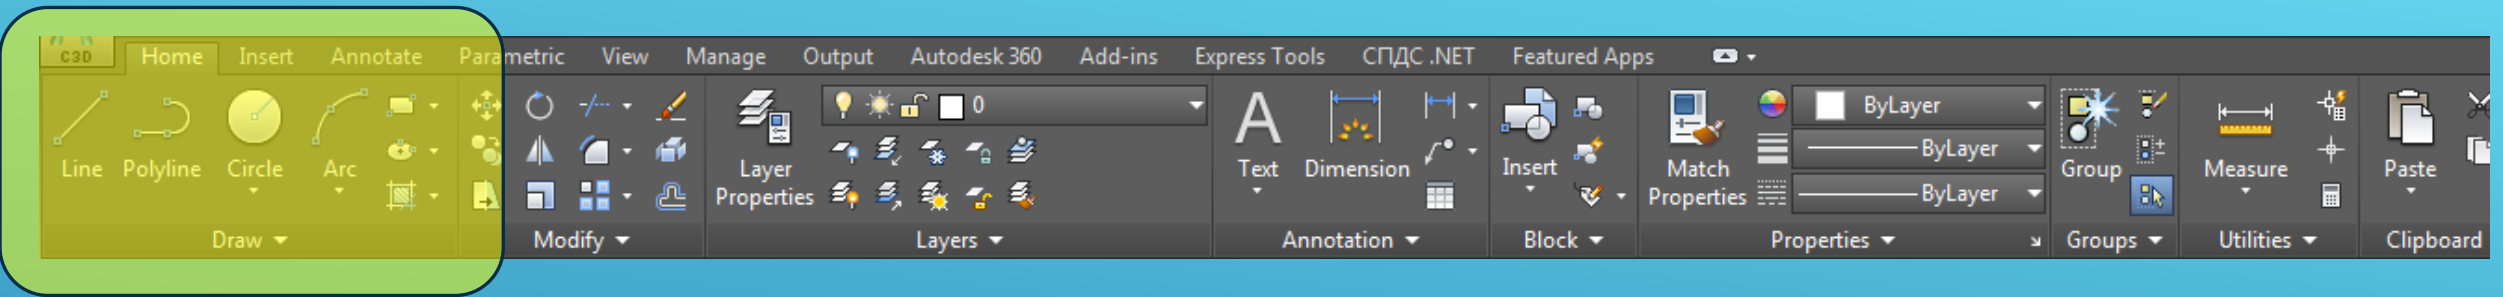 C3D
Home Insert Annotate Parametric View Manage Output Autodesk 360 Add-ins Express Tools СПДС .NET Featured Apps
0 ByLayer
ByLayer
Line Polyline Circle Arc Layer Properties Text Dimension Insert Match Properties Group Measure Paste
ByLayer
Draw Modify Layers Annotation Block Properties Groups Utilities Clipboard